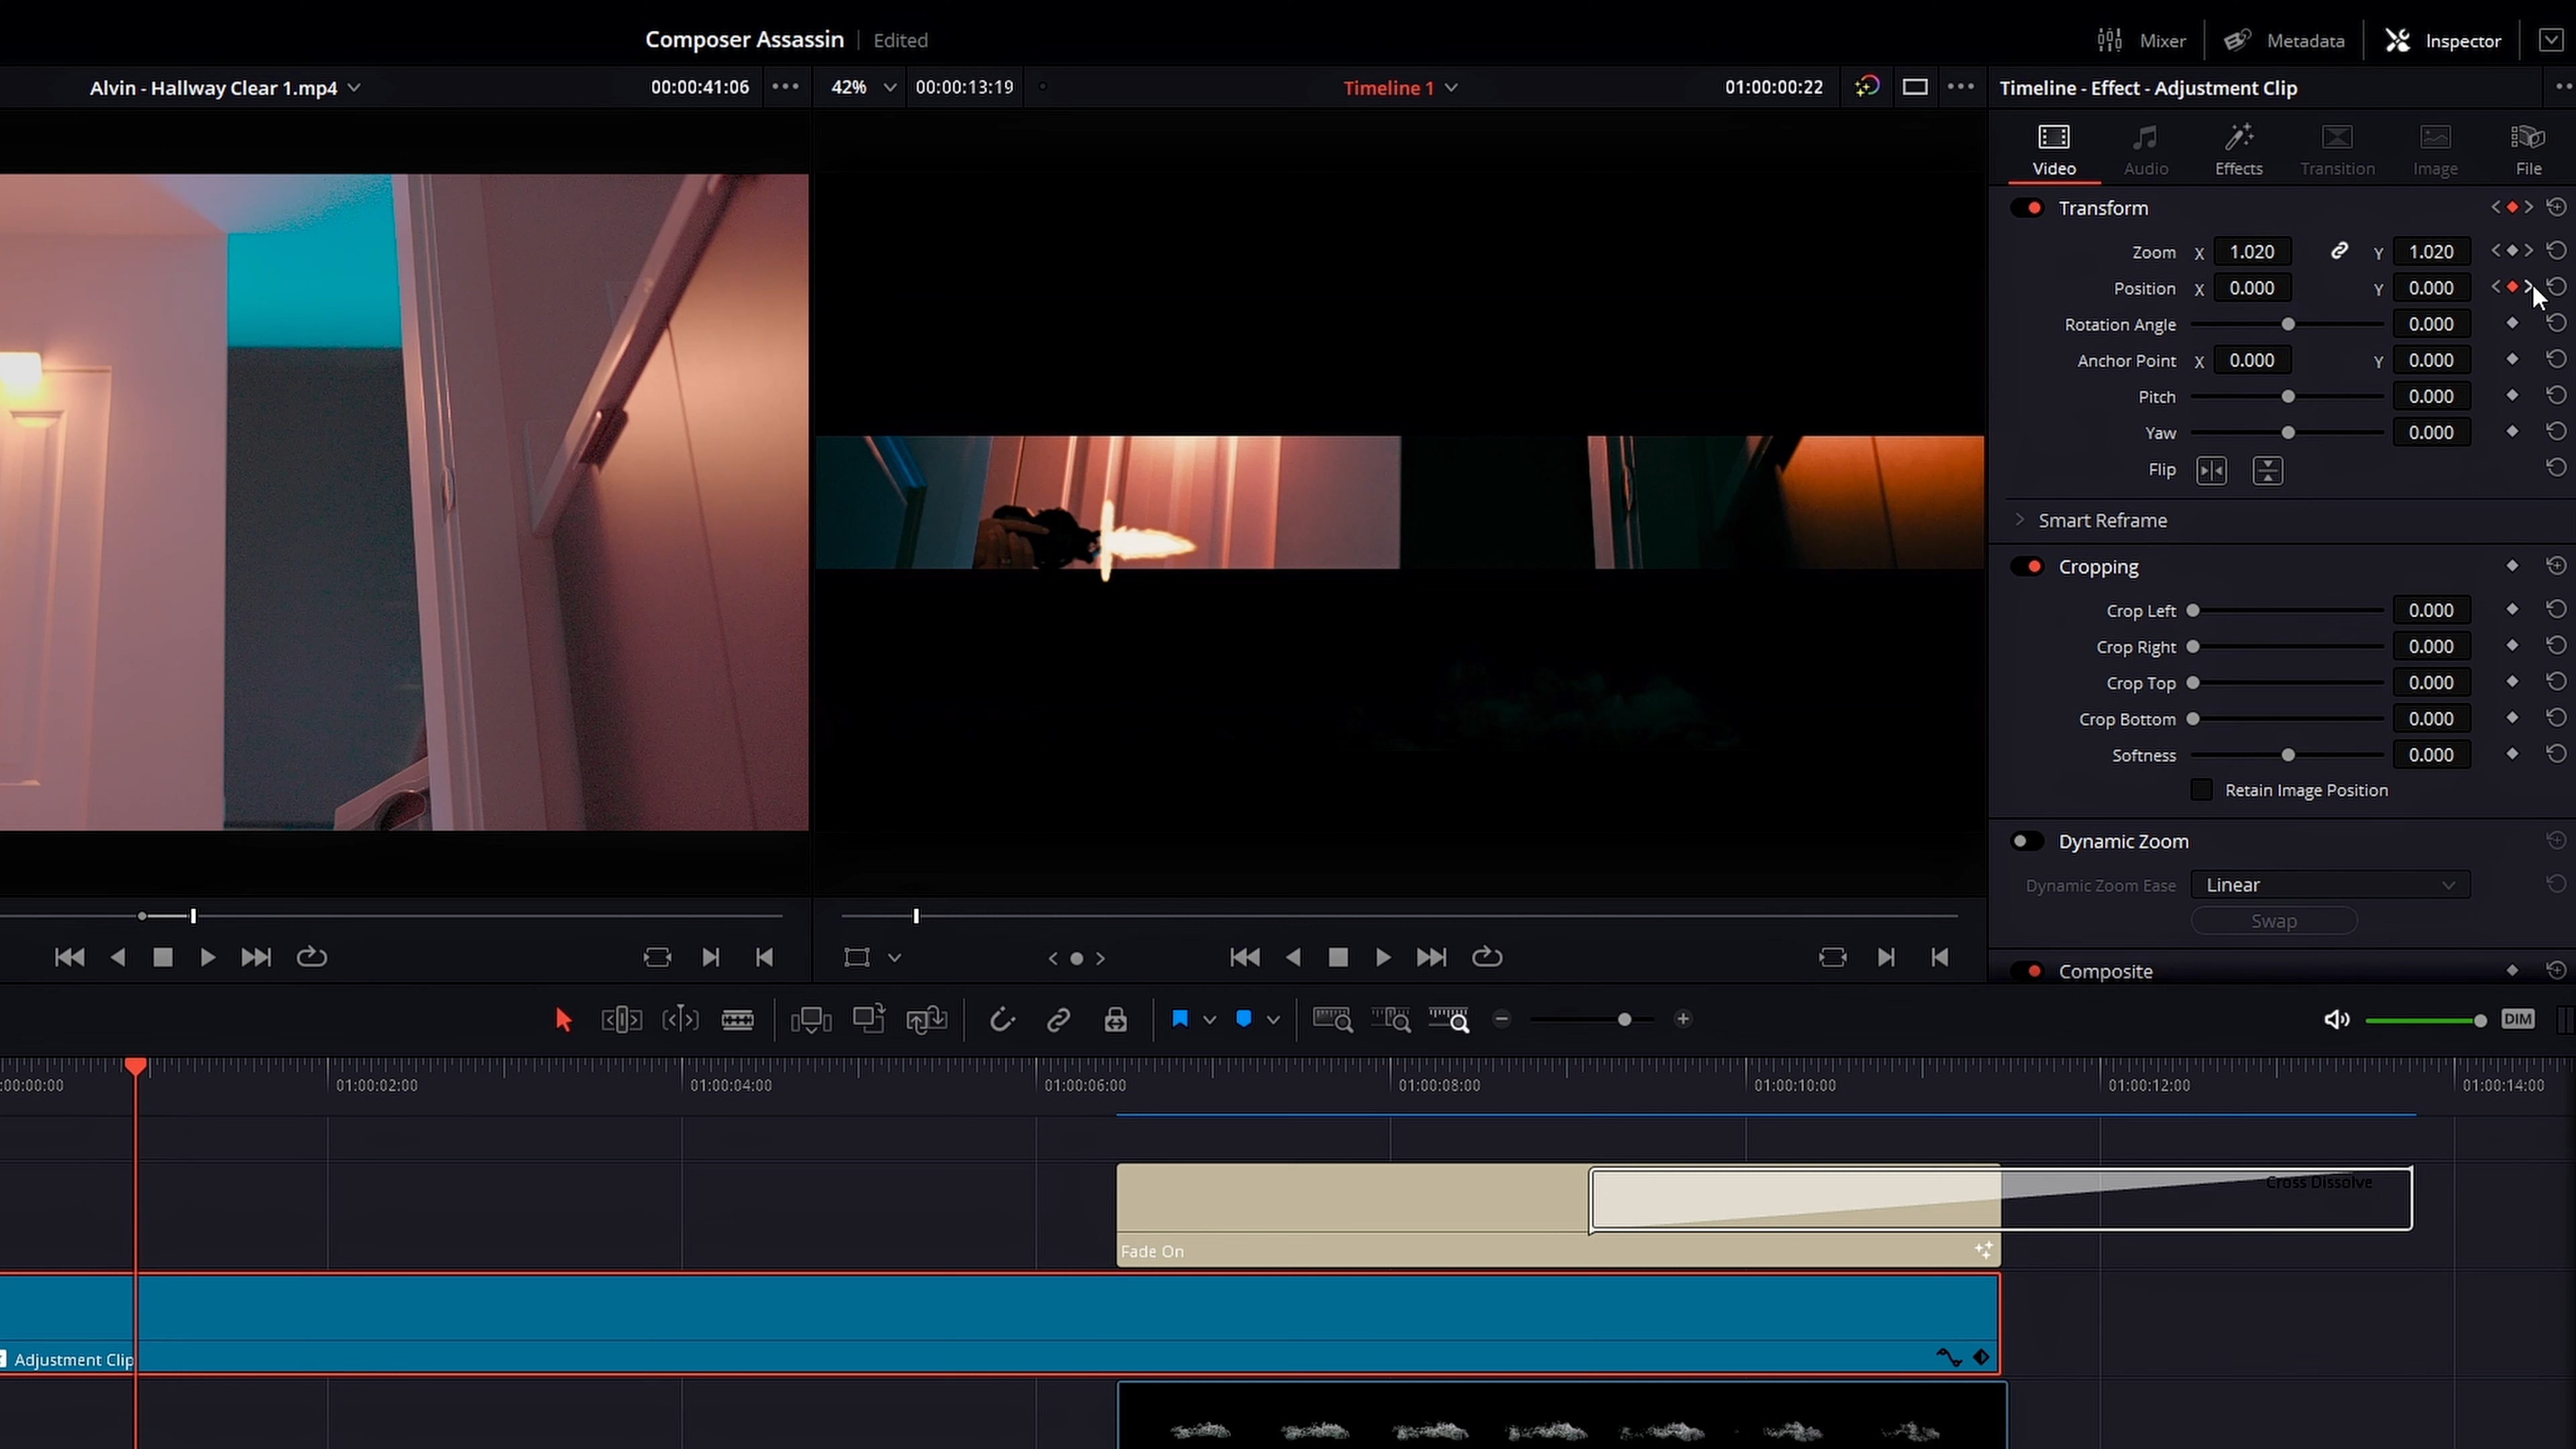 Composer Assassin | Edited
Mixer
Metadata
Inspector
Alvin - Hallway Clear 1.mp4
00:00:41:06
42%
00:00:13:19
Timeline 1
01:00:00:22
Timeline - Effect - Adjustment Clip
Video
Audio
Effects
Transition
Image
File
Transform
Zoom X 1.020 Y 1.020
Position X 0.000 Y 0.000
Rotation Angle 0.000
Anchor Point X 0.000 Y 0.000
Pitch 0.000
Yaw 0.000
Flip
Smart Reframe
Cropping
Crop Left 0.000
Crop Right 0.000
Crop Top 0.000
Crop Bottom 0.000
Softness 0.000
Retain Image Position
Dynamic Zoom
Dynamic Zoom Ease Linear
Swap
Composite
DIM
:00:00:00
01:00:02:00
01:00:04:00
01:00:06:00
01:00:08:00
01:00:10:00
01:00:12:00
01:00:14:00
Cross Dissolve
Fade On
Adjustment Clip